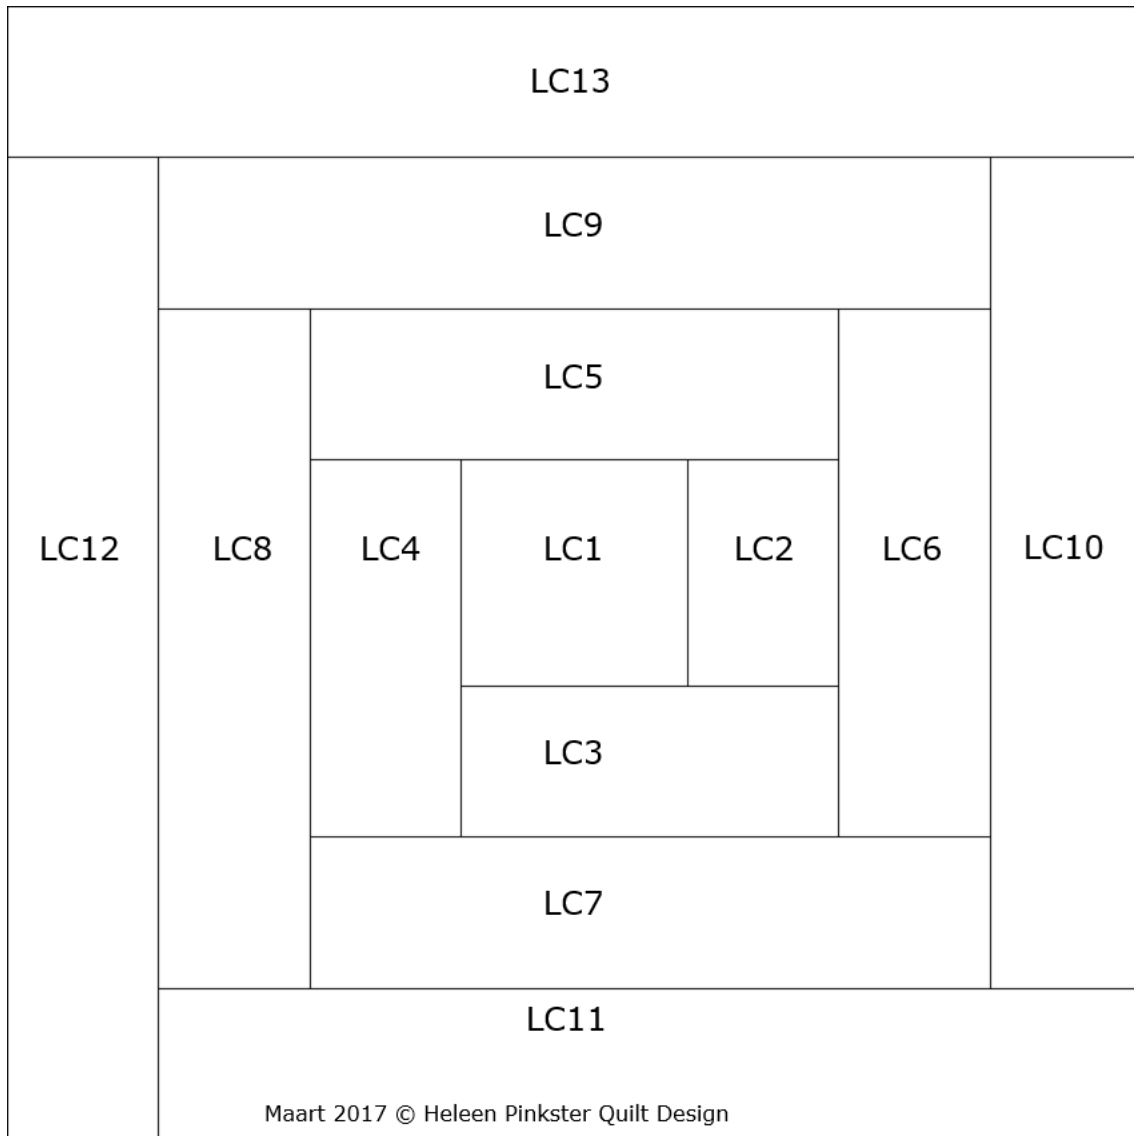 LC13
LC9
LC5
LC12 LC8 LC4 LC1 LC2 LC6 LC10
LC3
LC7
LC11
Maart 2017 © Heleen Pinkster Quilt Design